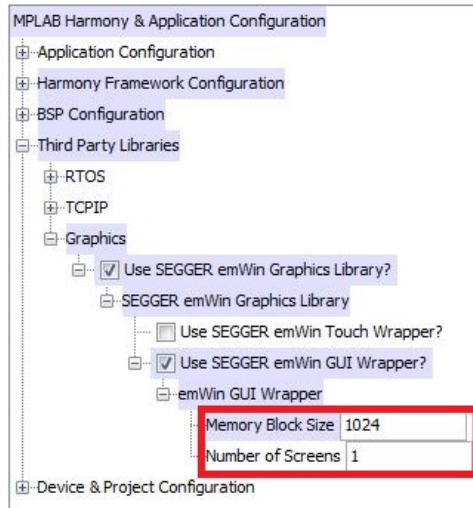 MPLAB Harmony & Application Configuration
Application Configuration
Harmony Framework Configuration
BSP Configuration
Third Party Libraries
RTOS
TCPIP
Graphics
Use SEGGER emWin Graphics Library?
SEGGER emWin Graphics Library
Use SEGGER emWin Touch Wrapper?
Use SEGGER emWin GUI Wrapper?
emWin GUI Wrapper
Memory Block Size 1024
Number of Screens 1
Device & Project Configuration